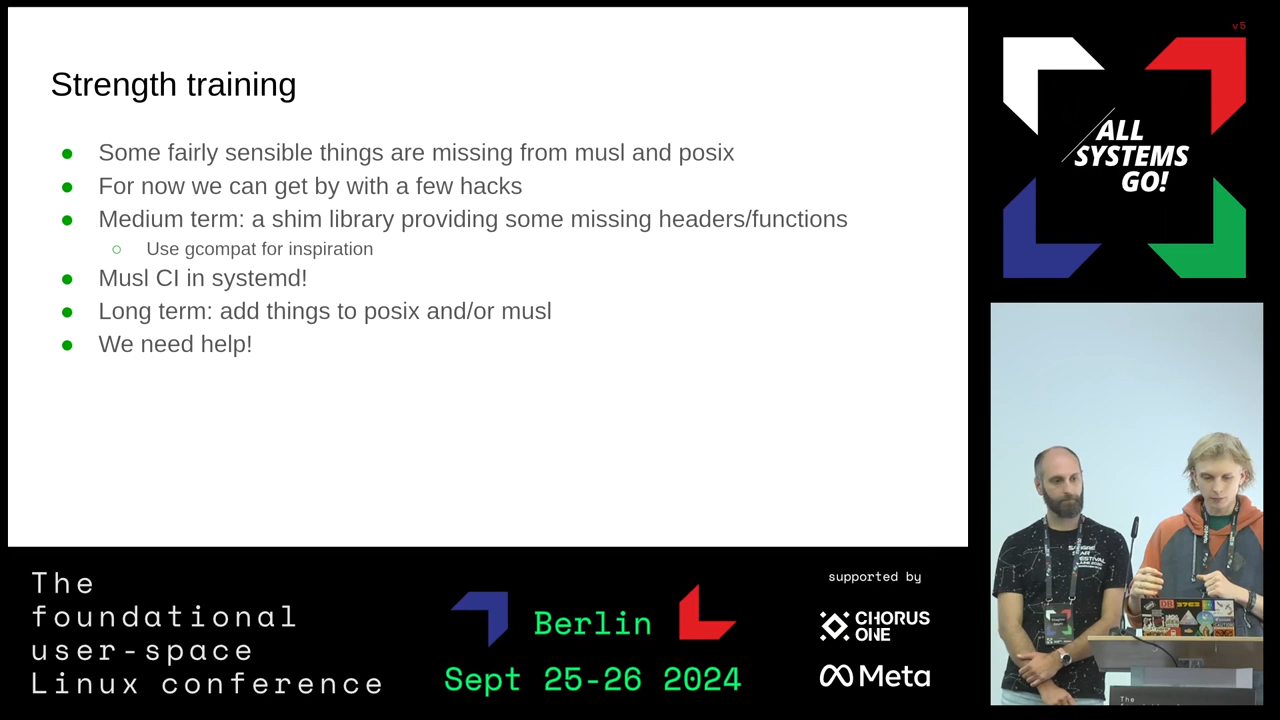 Strength training
Some fairly sensible things are missing from musl and posix
For now we can get by with a few hacks
Medium term: a shim library providing some missing headers/functions
Use gcompat for inspiration
Musl CI in systemd!
Long term: add things to posix and/or musl
We need help!
v5
ALL
SYSTEMS
GO!
The
foundational
user-space
Linux conference
Berlin
Sept 25-26 2024
supported by
CHORUS
ONE
Meta
The